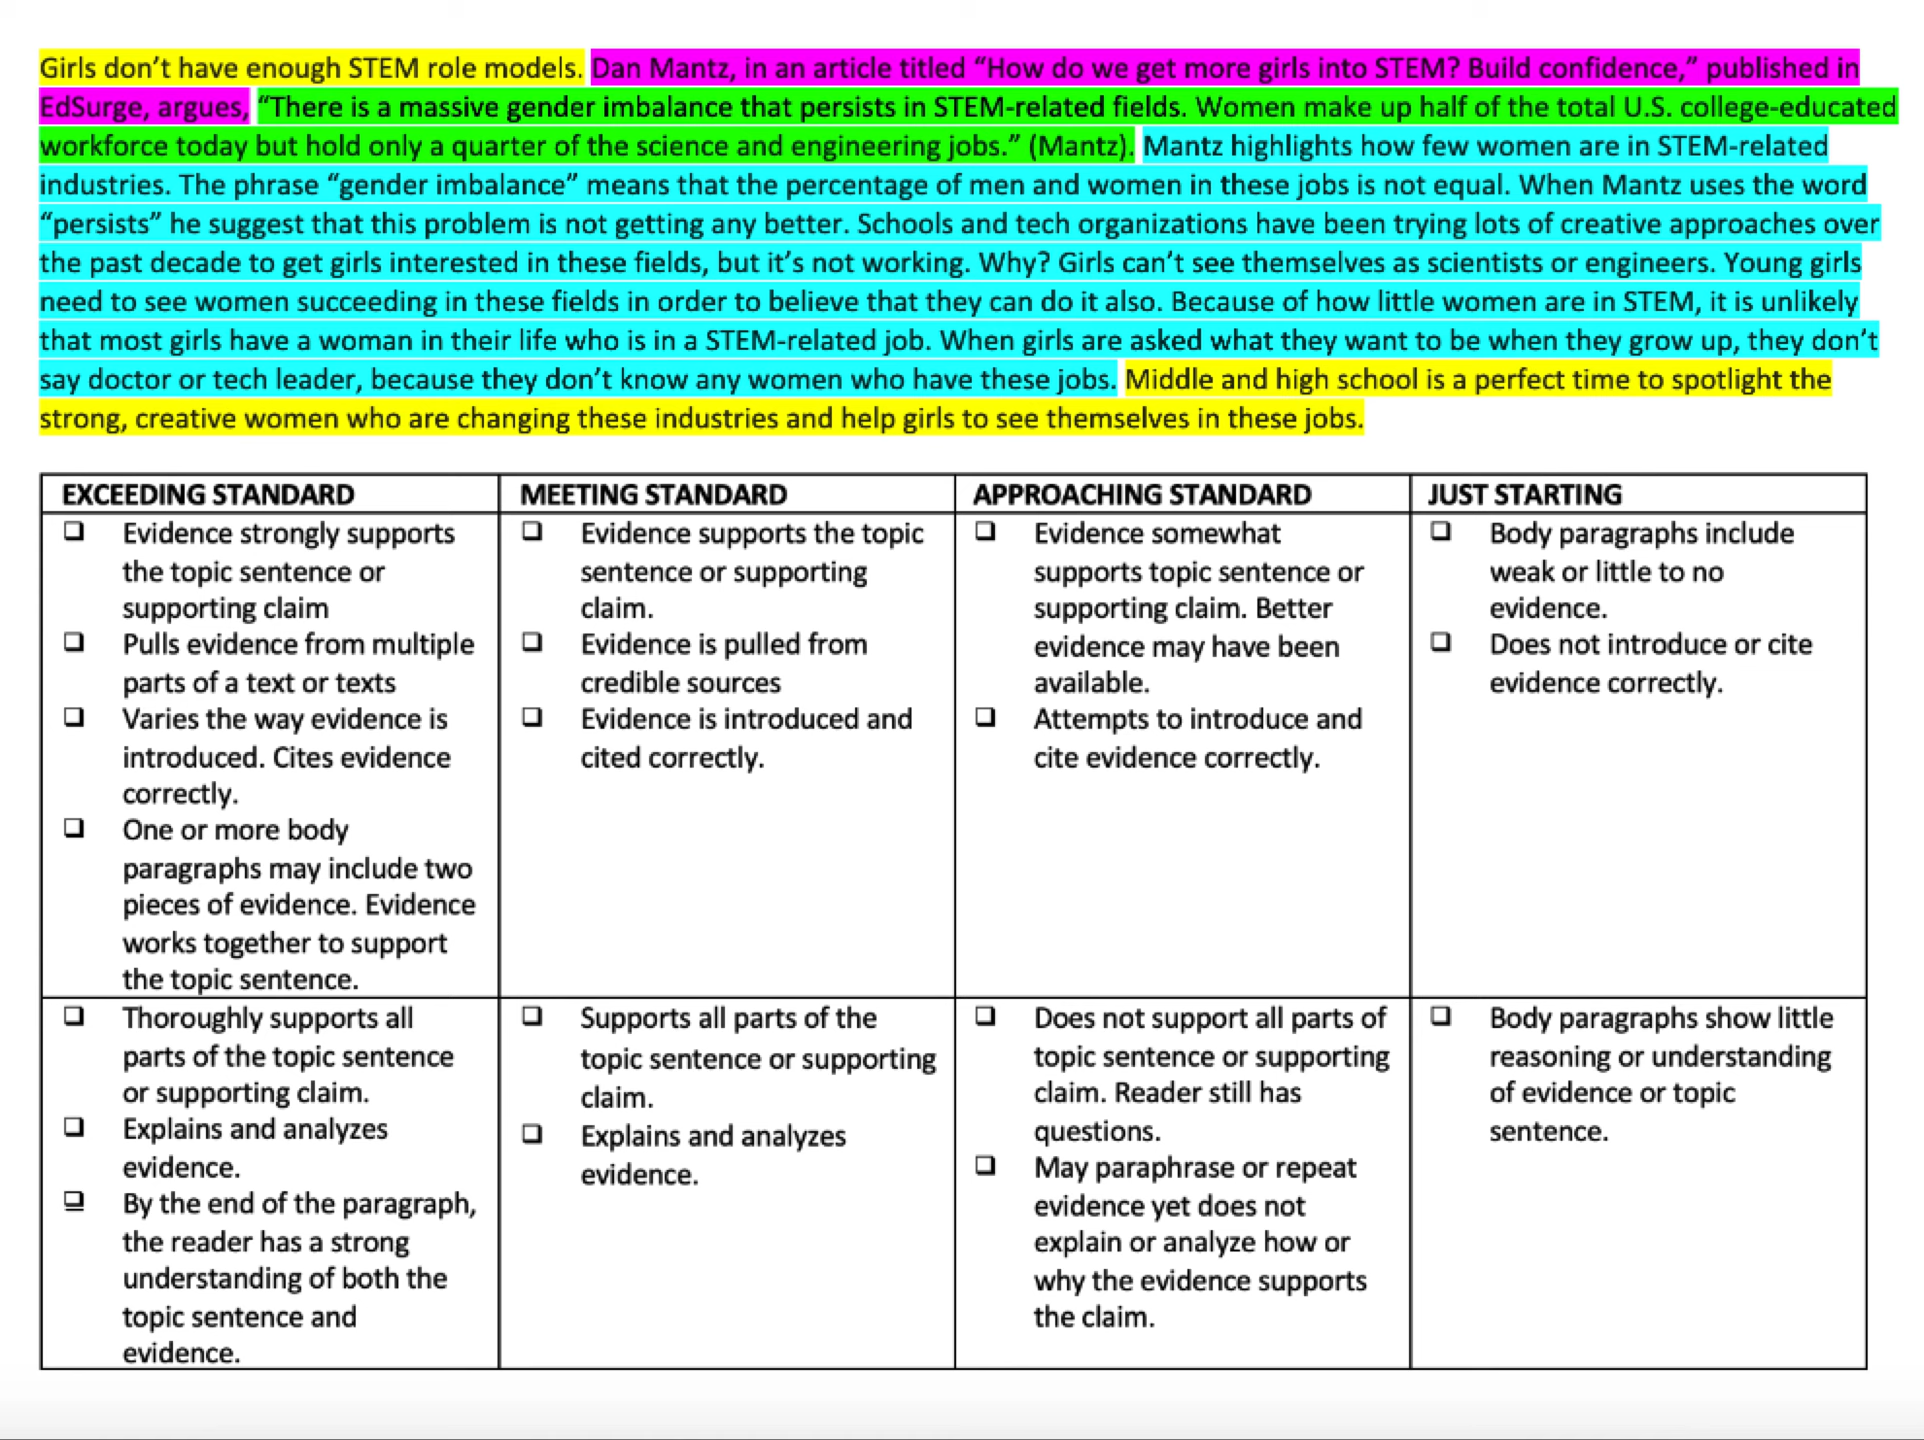 Girls don't have enough STEM role models. Dan Mantz, in an article titled "How do we get more girls into STEM? Build confidence," published in
EdSurge, argues, "There is a massive gender imbalance that persists in STEM-related fields. Women make up half of the total U.S. college-educated
workforce today but hold only a quarter of the science and engineering jobs." (Mantz). Mantz highlights how few women are in STEM-related
industries. The phrase "gender imbalance" means that the percentage of men and women in these jobs is not equal. When Mantz uses the word
"persists" he suggest that this problem is not getting any better. Schools and tech organizations have been trying lots of creative approaches over
the past decade to get girls interested in these fields, but it's not working. Why? Girls can't see themselves as scientists or engineers. Young girls
need to see women succeeding in these fields in order to believe that they can do it also. Because of how little women are in STEM, it is unlikely
that most girls have a woman in their life who is in a STEM-related job. When girls are asked what they want to be when they grow up, they don't
say doctor or tech leader, because they don't know any women who have these jobs. Middle and high school is a perfect time to spotlight the
strong, creative women who are changing these industries and help girls to see themselves in these jobs.
EXCEEDING STANDARD
Evidence strongly supports
the topic sentence or
supporting claim
Pulls evidence from multiple
parts of a text or texts
Varies the way evidence is
introduced. Cites evidence
correctly.
One or more body
paragraphs may include two
pieces of evidence. Evidence
works together to support
the topic sentence.
Thoroughly supports all
parts of the topic sentence
or supporting claim.
Explains and analyzes
evidence.
By the end of the paragraph,
the reader has a strong
understanding of both the
topic sentence and
evidence.
MEETING STANDARD
Evidence supports the topic
sentence or supporting
claim.
Evidence is pulled from
credible sources
Evidence is introduced and
cited correctly.
Supports all parts of the
topic sentence or supporting
claim.
Explains and analyzes
evidence.
APPROACHING STANDARD
Evidence somewhat
supports topic sentence or
supporting claim. Better
evidence may have been
available.
Attempts to introduce and
cite evidence correctly.
Does not support all parts of
topic sentence or supporting
claim. Reader still has
questions.
May paraphrase or repeat
evidence yet does not
explain or analyze how or
why the evidence supports
the claim.
JUST STARTING
Body paragraphs include
weak or little to no
evidence.
Does not introduce or cite
evidence correctly.
Body paragraphs show little
reasoning or understanding
of evidence or topic
sentence.